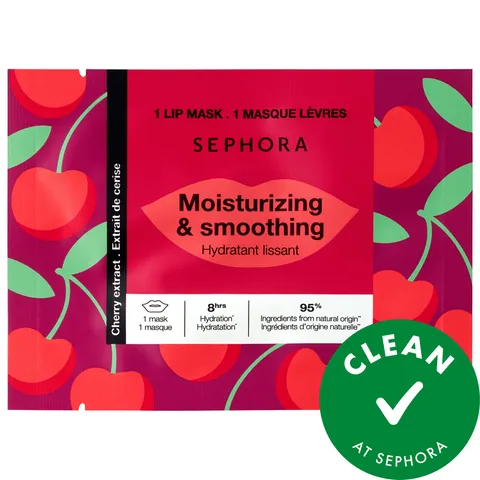 1 LIP MASK . 1 MASQUE LÈVRES
SEPHORA
Moisturizing
& smoothing
Hydratant lissant
Cherry extract . Extrait de cerise
1 mask
1 masque
8hrs
Hydration*
Hydratation*
95%
Ingredients from natural origin**
Ingrédients d'origine naturelle**
CLEAN
AT SEPHORA